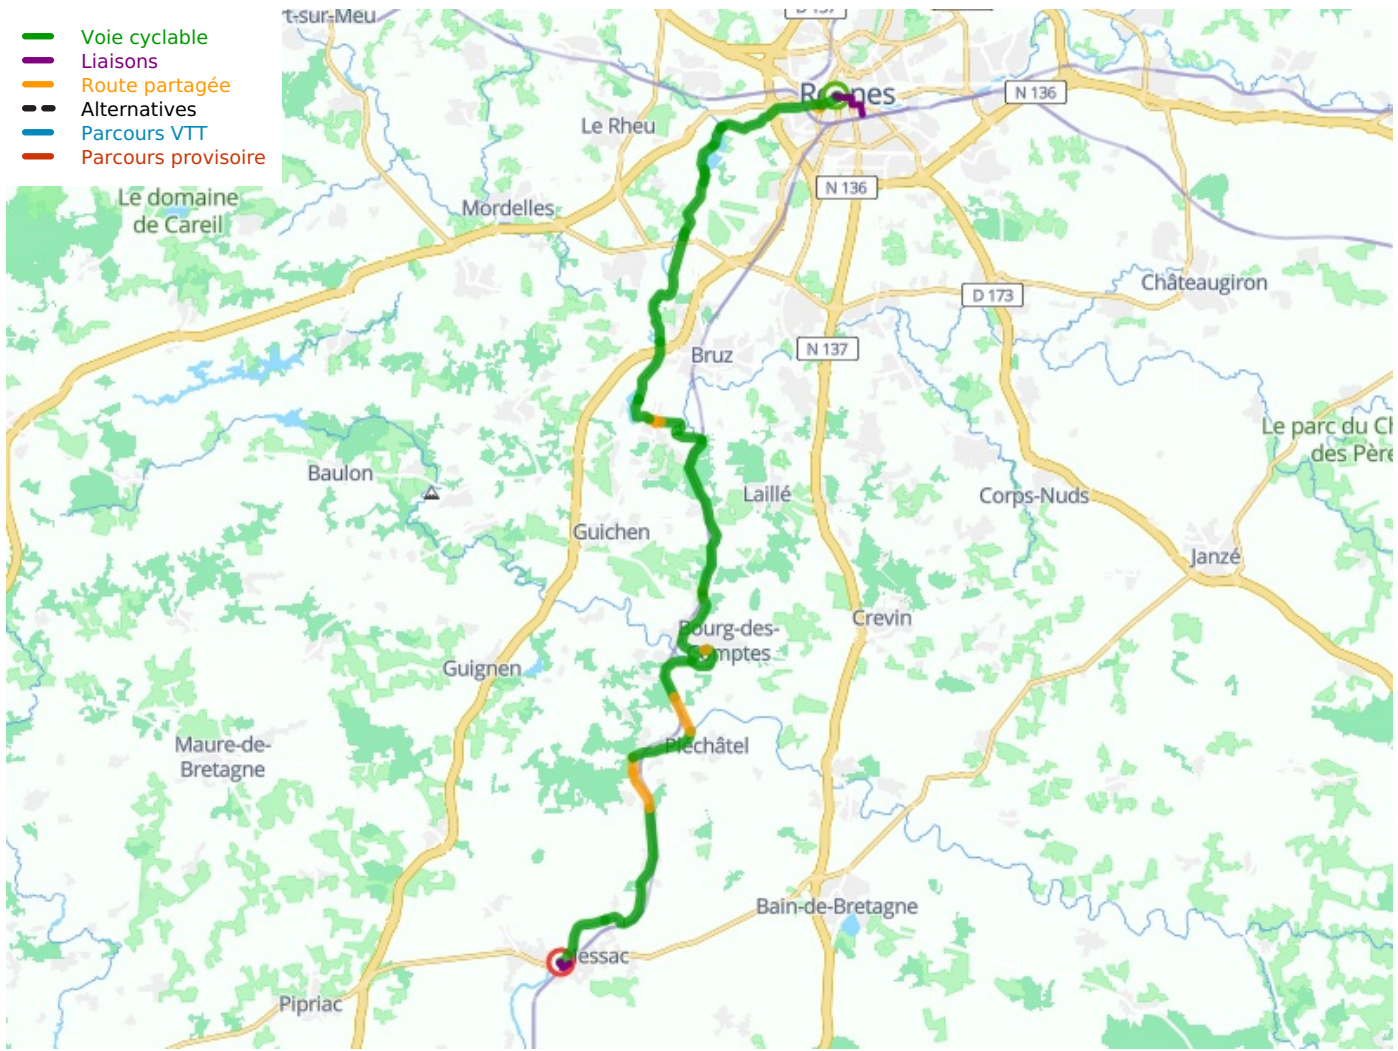 t-sur-Meu
Voie cyclable
Liaisons
Route partagée
Alternatives
Parcours VTT
Parcours provisoire
N 136
Le Rheu
Le domaine
de Careil
N 136
Mordelles
Châteaugiron
D 173
N 137
Bruz
Le parc du Ch
des Père
Baulon
Laillé
Corps-Nuds
Guichen
Janzé
Crevin
Bourg-des-
Comptes
Guignen
Maure-de-
Bretagne
Pléchâtel
Bain-de-Bretagne
essac
Pipriac